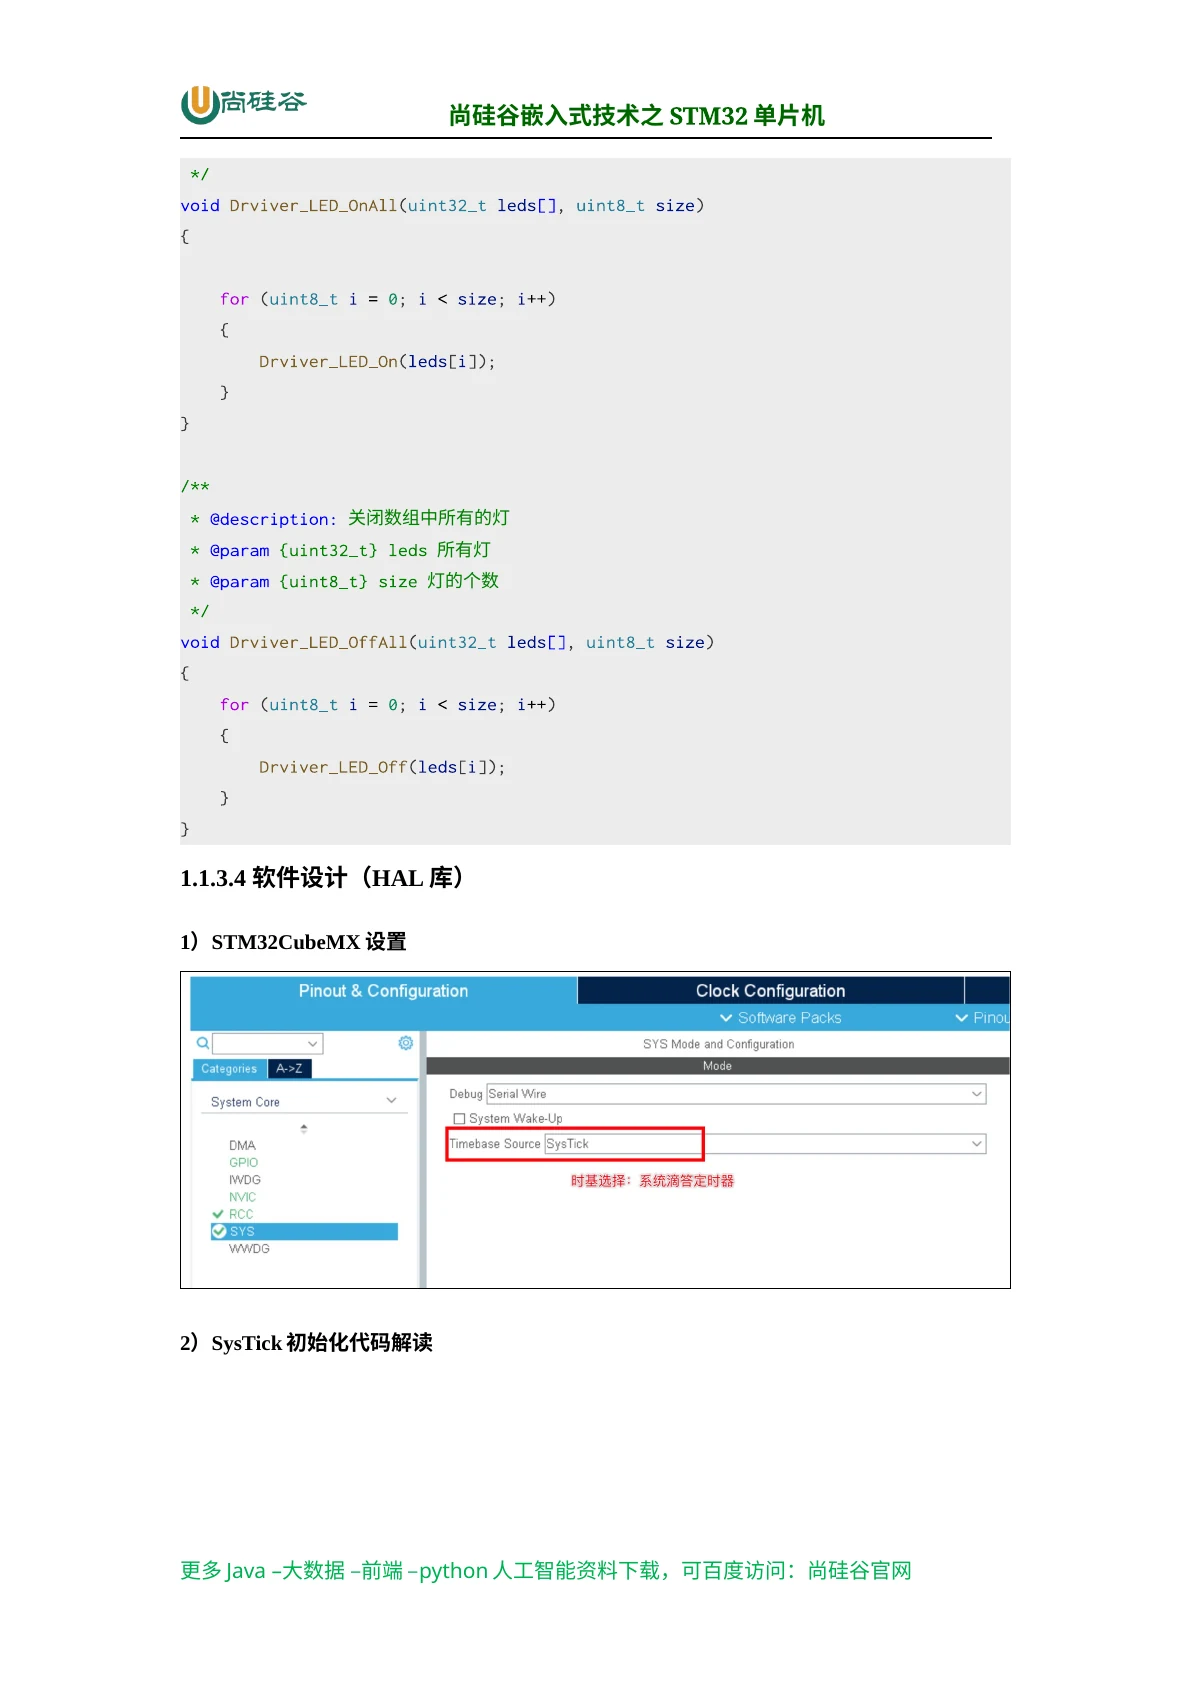 尚硅谷
尚硅谷嵌入式技术之 STM32 单片机
 */
void Drviver_LED_OnAll(uint32_t leds[], uint8_t size)
{
    for (uint8_t i = 0; i < size; i++)
    {
        Drviver_LED_On(leds[i]);
    }
}
/**
 * @description: 关闭数组中所有的灯
 * @param {uint32_t} leds 所有灯
 * @param {uint8_t} size 灯的个数
 */
void Drviver_LED_OffAll(uint32_t leds[], uint8_t size)
{
    for (uint8_t i = 0; i < size; i++)
    {
        Drviver_LED_Off(leds[i]);
    }
}
1.1.3.4 软件设计（HAL 库）
1）STM32CubeMX 设置
Pinout & Configuration
Clock Configuration
Software Packs
Pinou
Categories
A->Z
System Core
DMA
GPIO
IWDG
NVIC
RCC
SYS
WWDG
SYS Mode and Configuration
Mode
Debug Serial Wire
System Wake-Up
Timebase Source SysTick
时基选择：系统滴答定时器
2）SysTick 初始化代码解读
更多 Java –大数据 –前端 –python 人工智能资料下载，可百度访问：尚硅谷官网